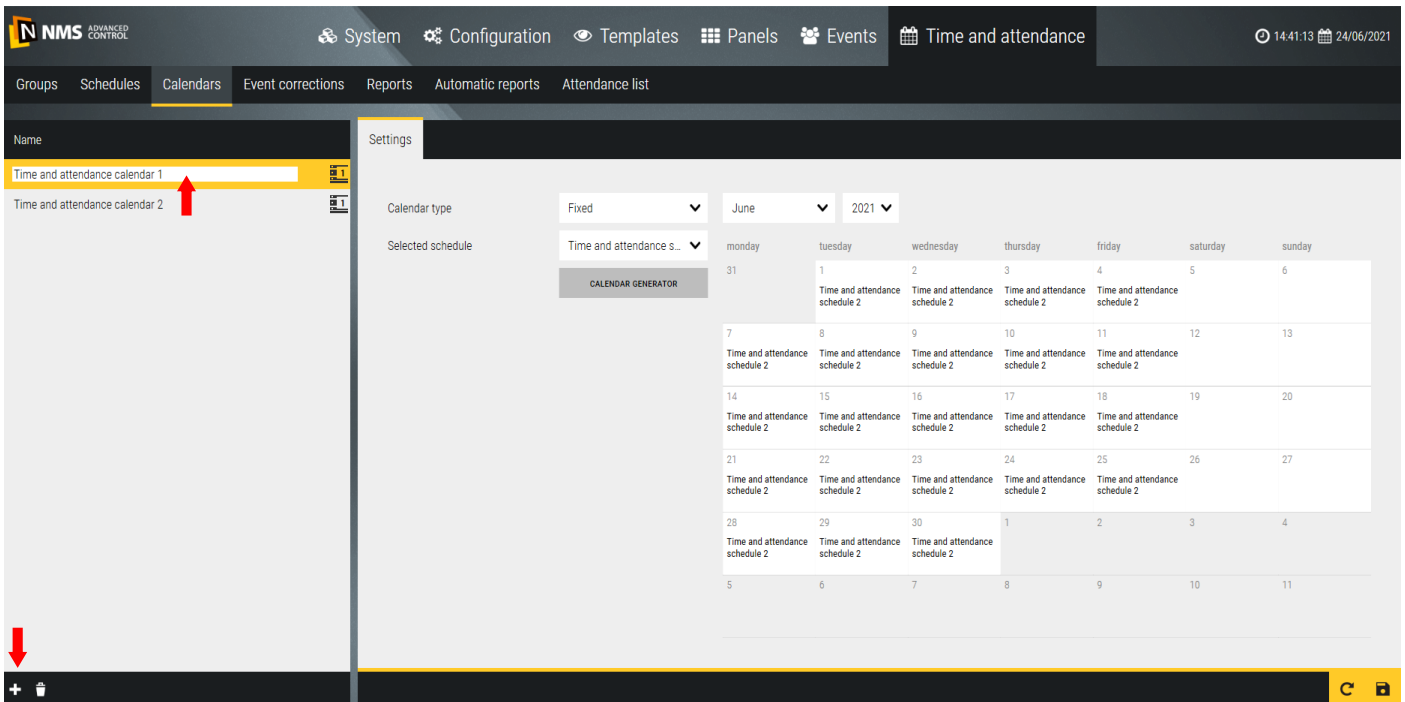 N NMS ADVANCED CONTROL
System Configuration Templates Panels Events Time and attendance 14:41:13 24/06/2021
Groups Schedules Calendars Event corrections Reports Automatic reports Attendance list
Name
Time and attendance calendar 1 1
Time and attendance calendar 2 1
Settings
Calendar type Fixed June 2021
Selected schedule Time and attendance s...
CALENDAR GENERATOR
monday tuesday wednesday thursday friday saturday sunday
31 1 2 3 4 5 6
Time and attendance Time and attendance Time and attendance Time and attendance
schedule 2 schedule 2 schedule 2 schedule 2
7 8 9 10 11 12 13
Time and attendance Time and attendance Time and attendance Time and attendance Time and attendance
schedule 2 schedule 2 schedule 2 schedule 2 schedule 2
14 15 16 17 18 19 20
Time and attendance Time and attendance Time and attendance Time and attendance Time and attendance
schedule 2 schedule 2 schedule 2 schedule 2 schedule 2
21 22 23 24 25 26 27
Time and attendance Time and attendance Time and attendance Time and attendance Time and attendance
schedule 2 schedule 2 schedule 2 schedule 2 schedule 2
28 29 30 1 2 3 4
Time and attendance Time and attendance Time and attendance
schedule 2 schedule 2 schedule 2
5 6 7 8 9 10 11